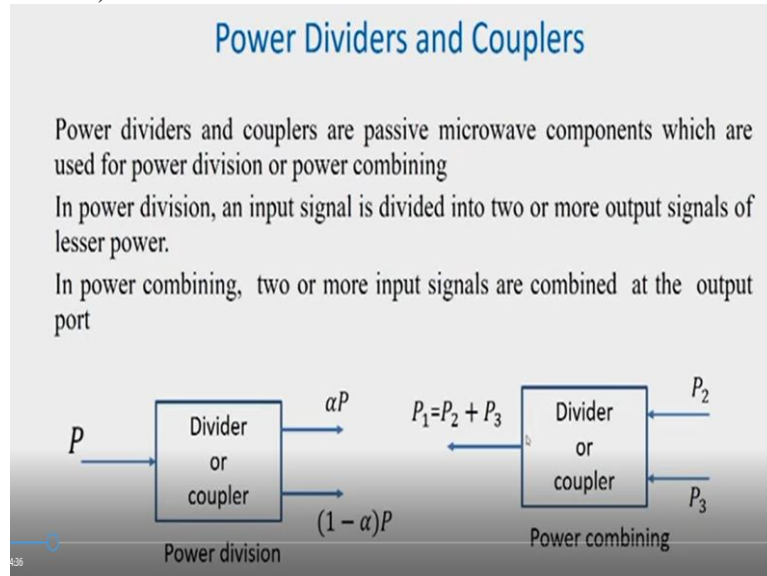 Power Dividers and Couplers
Power dividers and couplers are passive microwave components which are
used for power division or power combining
In power division, an input signal is divided into two or more output signals of
lesser power.
In power combining, two or more input signals are combined at the output
port
P
Divider
or
coupler
αP
(1 − α)P
Power division
P₁=P₂ + P₃
Divider
or
coupler
P₂
P₃
Power combining
4:36